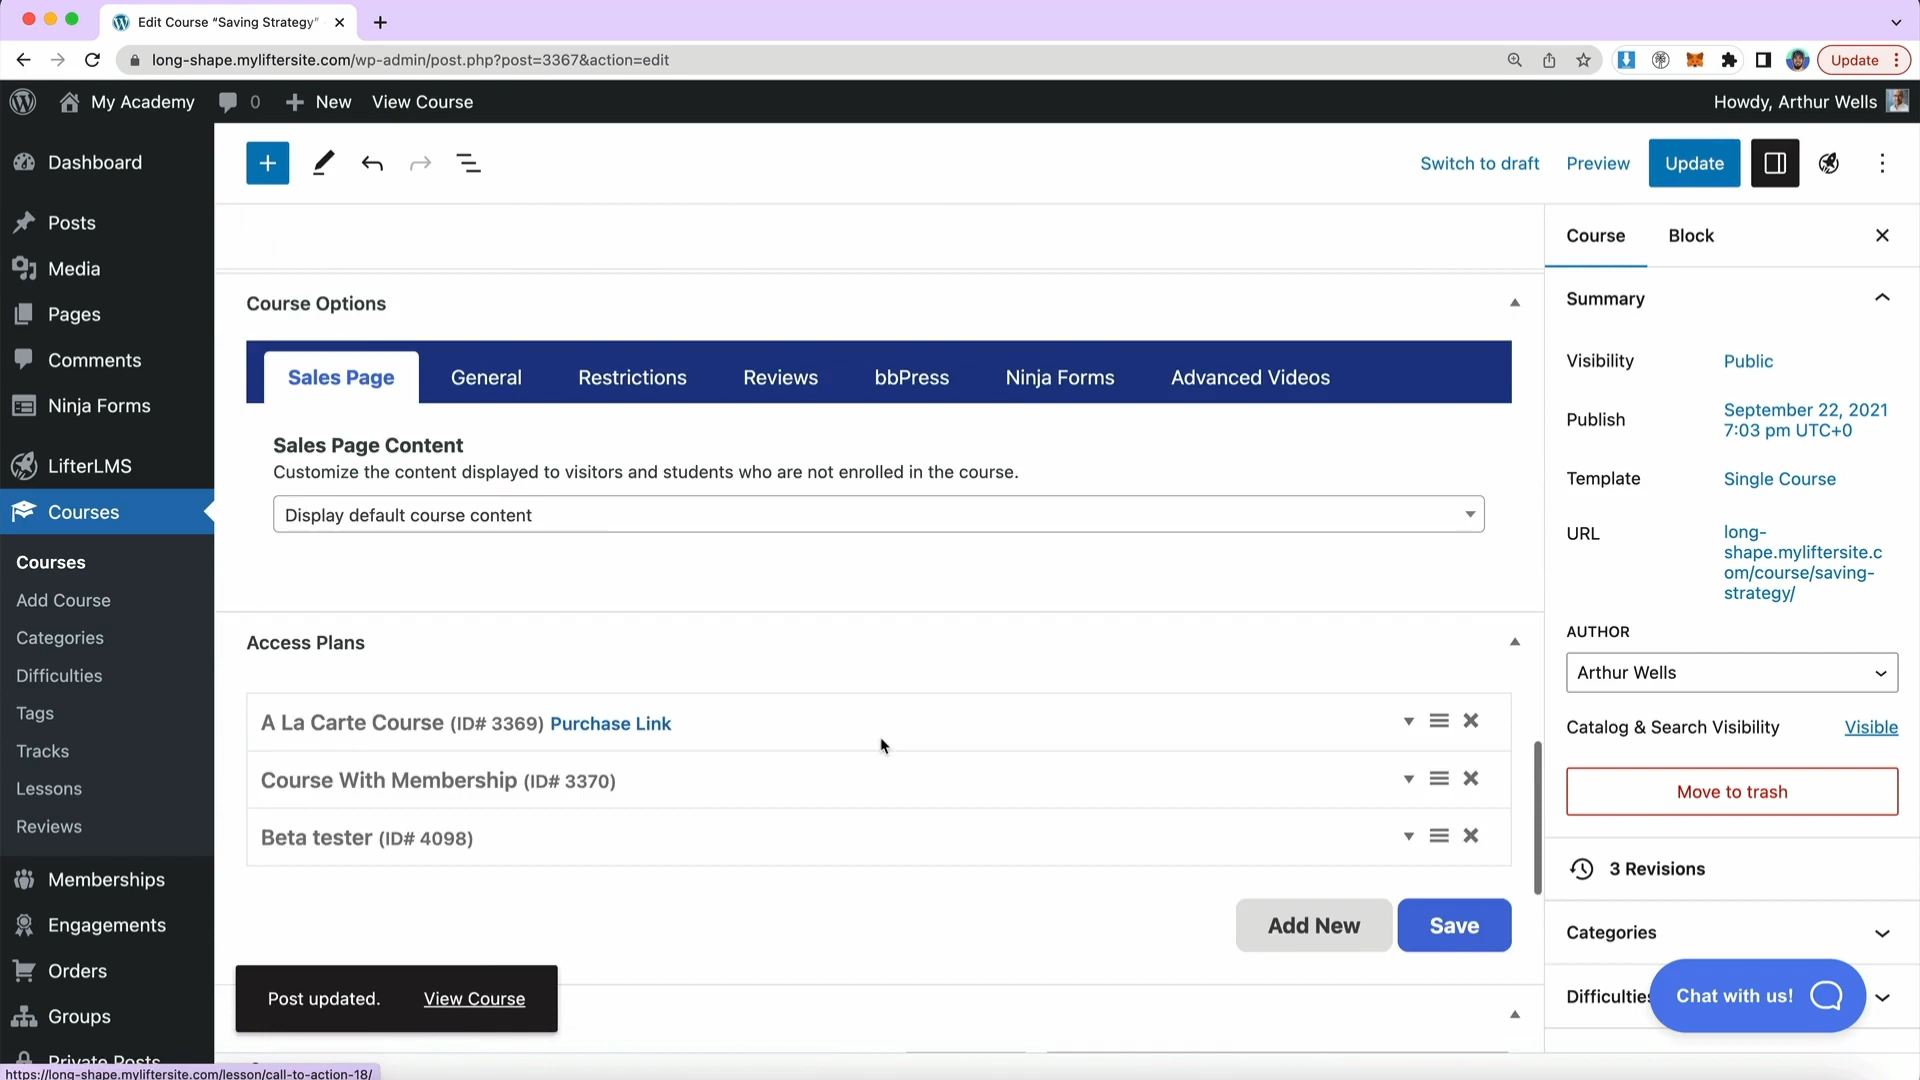 Edit Course "Saving Strategy"
long-shape.myliftersite.com/wp-admin/post.php?post=3367&action=edit
Update
My Academy
0
New
View Course
Howdy, Arthur Wells
Dashboard
Posts
Media
Pages
Comments
Ninja Forms
LifterLMS
Courses
Courses
Add Course
Categories
Difficulties
Tags
Tracks
Lessons
Reviews
Memberships
Engagements
Orders
Groups
Private Posts
Switch to draft
Preview
Update
Course Options
Sales Page
General
Restrictions
Reviews
bbPress
Ninja Forms
Advanced Videos
Sales Page Content
Customize the content displayed to visitors and students who are not enrolled in the course.
Display default course content
Access Plans
A La Carte Course (ID# 3369) Purchase Link
Course With Membership (ID# 3370)
Beta tester (ID# 4098)
Add New
Save
Post updated.
View Course
Course
Block
Summary
Visibility
Public
Publish
September 22, 2021
7:03 pm UTC+0
Template
Single Course
URL
long-
shape.myliftersite.c
om/course/saving-
strategy/
AUTHOR
Arthur Wells
Catalog & Search Visibility
Visible
Move to trash
3 Revisions
Categories
Difficulties
Chat with us!
https://long-shape.myliftersite.com/lesson/call-to-action-18/